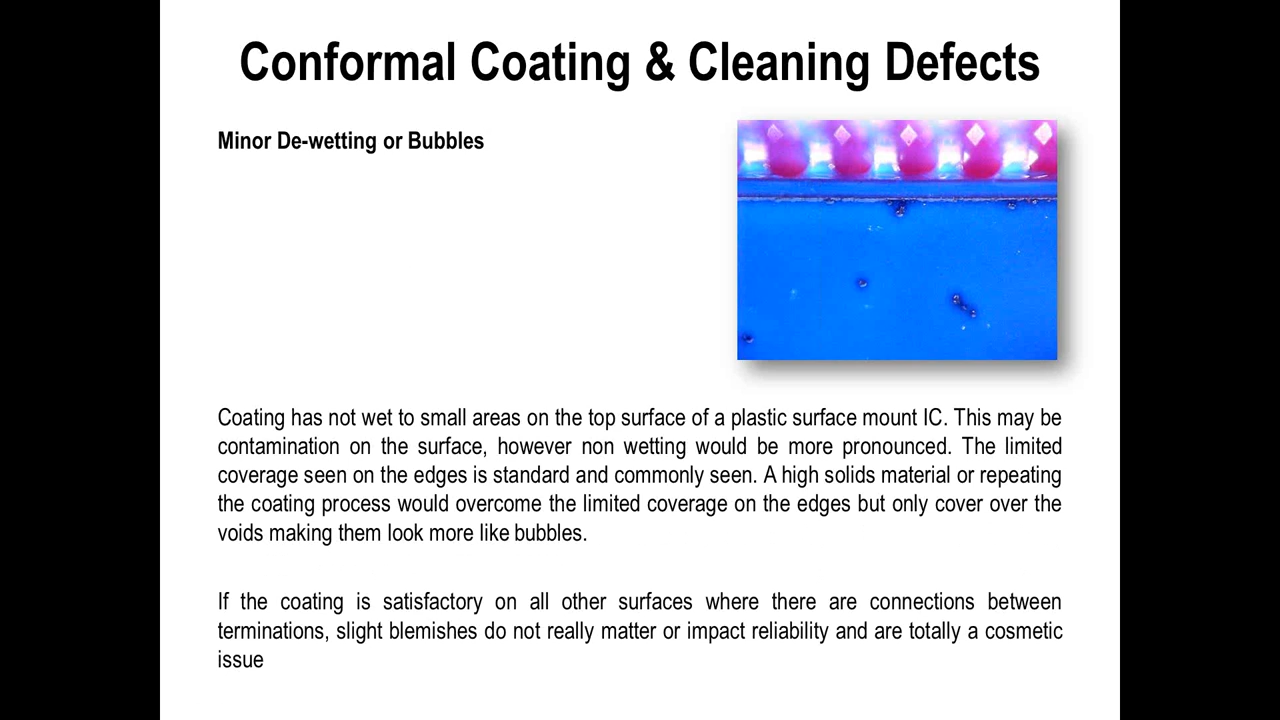 Conformal Coating & Cleaning Defects
Minor De-wetting or Bubbles
Coating has not wet to small areas on the top surface of a plastic surface mount IC. This may be
contamination on the surface, however non wetting would be more pronounced. The limited
coverage seen on the edges is standard and commonly seen. A high solids material or repeating
the coating process would overcome the limited coverage on the edges but only cover over the
voids making them look more like bubbles.
If the coating is satisfactory on all other surfaces where there are connections between
terminations, slight blemishes do not really matter or impact reliability and are totally a cosmetic
issue